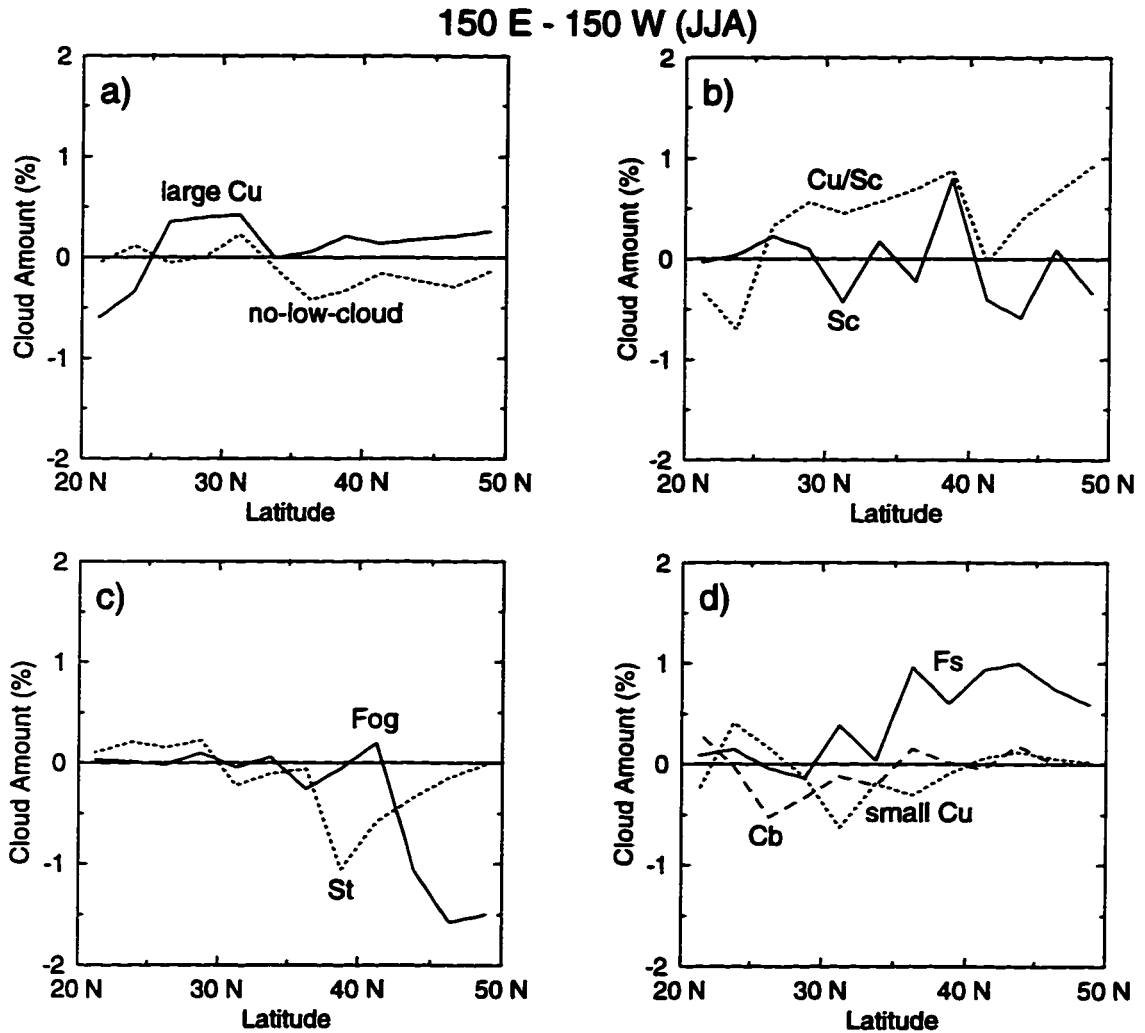 150 E - 150 W (JJA)
a)
2
1
0
-1
-2
Cloud Amount (%)
large Cu
no-low-cloud
20 N 30 N 40 N 50 N
Latitude
b)
2
1
0
-1
-2
Cloud Amount (%)
Cu/Sc
Sc
20 N 30 N 40 N 50 N
Latitude
c)
2
1
0
-1
-2
Cloud Amount (%)
Fog
St
20 N 30 N 40 N 50 N
Latitude
d)
2
1
0
-1
-2
Cloud Amount (%)
Fs
small Cu
Cb
20 N 30 N 40 N 50 N
Latitude